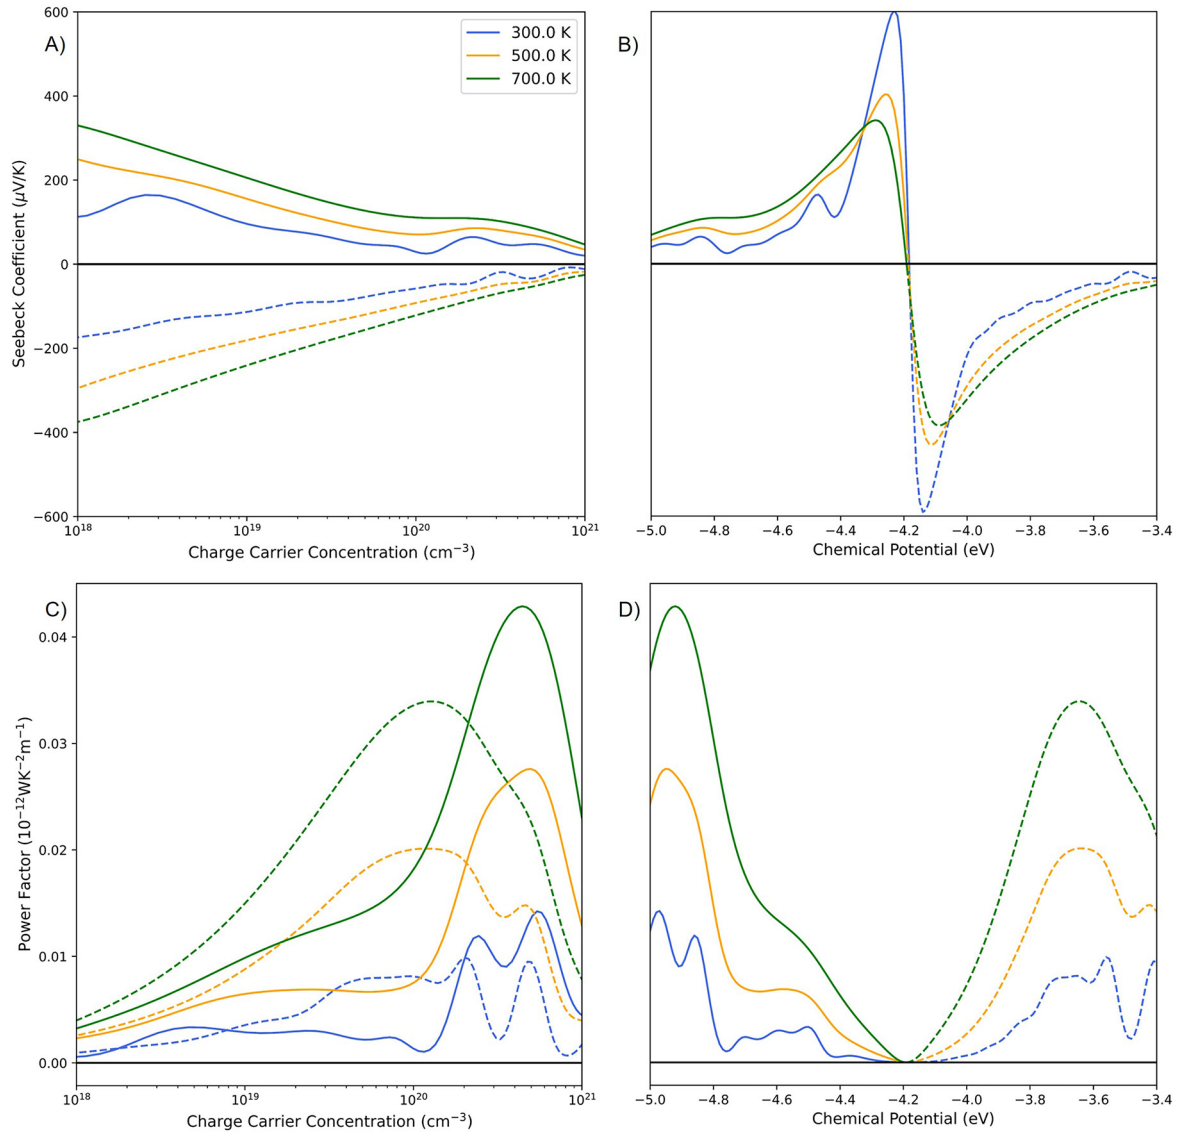 A)
300.0 K
500.0 K
700.0 K
600
400
200
0
−200
−400
−600
Seebeck Coefficient (μV/K)
10¹⁸
10¹⁹
10²⁰
10²¹
Charge Carrier Concentration (cm⁻³)
B)
−5.0
−4.8
−4.6
−4.4
−4.2
−4.0
−3.8
−3.6
−3.4
Chemical Potential (eV)
C)
0.04
0.03
0.02
0.01
0.00
Power Factor (10⁻¹²WK⁻²m⁻¹)
10¹⁸
10¹⁹
10²⁰
10²¹
Charge Carrier Concentration (cm⁻³)
D)
−5.0
−4.8
−4.6
−4.4
−4.2
−4.0
−3.8
−3.6
−3.4
Chemical Potential (eV)